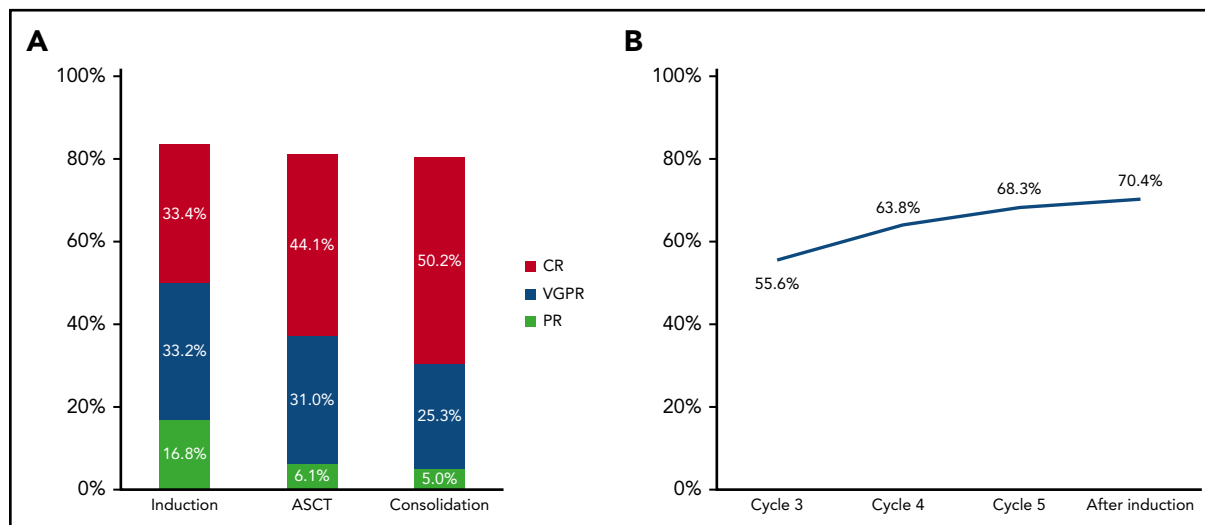 A
100%
80%
60%
40%
20%
0%
33.4%
33.2%
16.8%
44.1%
31.0%
6.1%
50.2%
25.3%
5.0%
Induction
ASCT
Consolidation
CR
VGPR
PR
B
100%
80%
60%
40%
20%
0%
55.6%
63.8%
68.3%
70.4%
Cycle 3
Cycle 4
Cycle 5
After induction